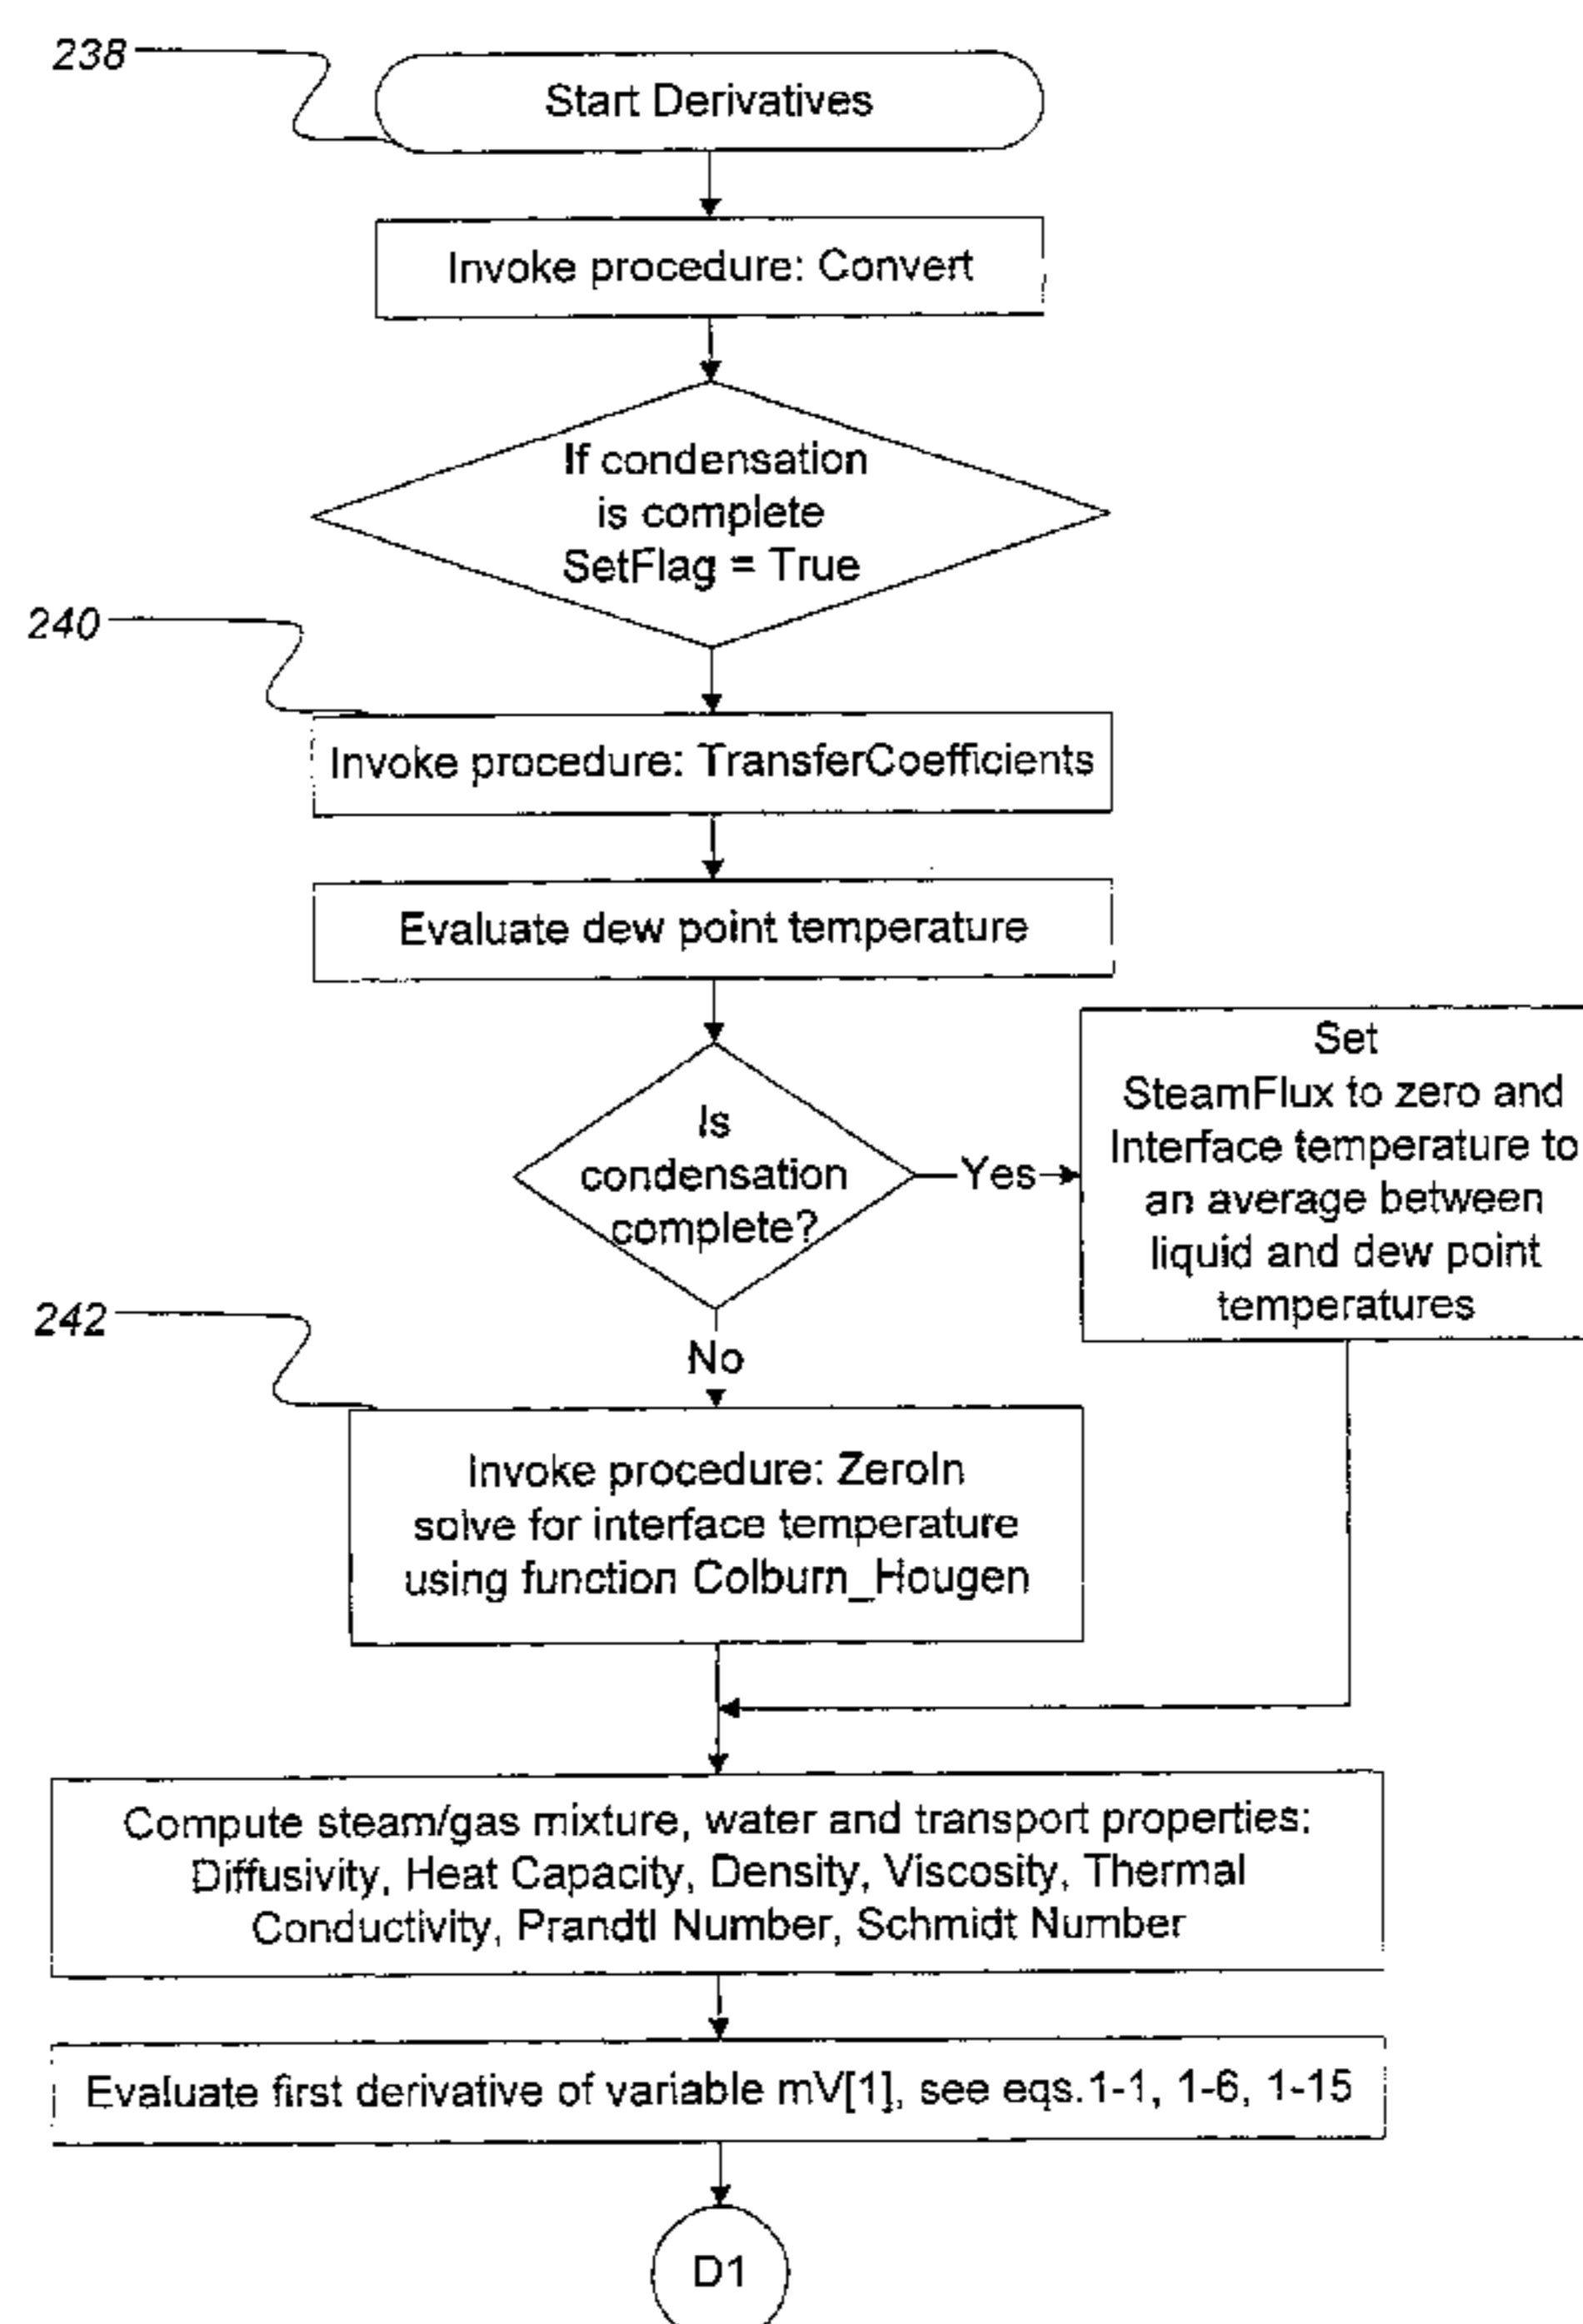 238
Start Derivatives
Invoke procedure: Convert
If condensation
is complete
SetFlag = True
240
Invoke procedure: TransferCoefficients
Evaluate dew point temperature
Is
condensation
complete?
Yes
Set
SteamFlux to zero and
Interface temperature to
an average between
liquid and dew point
temperatures
242
No
Invoke procedure: ZeroIn
solve for interface temperature
using function Colburn_Hougen
Compute steam/gas mixture, water and transport properties:
Diffusivity, Heat Capacity, Density, Viscosity, Thermal
Conductivity, Prandtl Number, Schmidt Number
Evaluate first derivative of variable mV[1], see eqs.1-1, 1-6, 1-15
D1